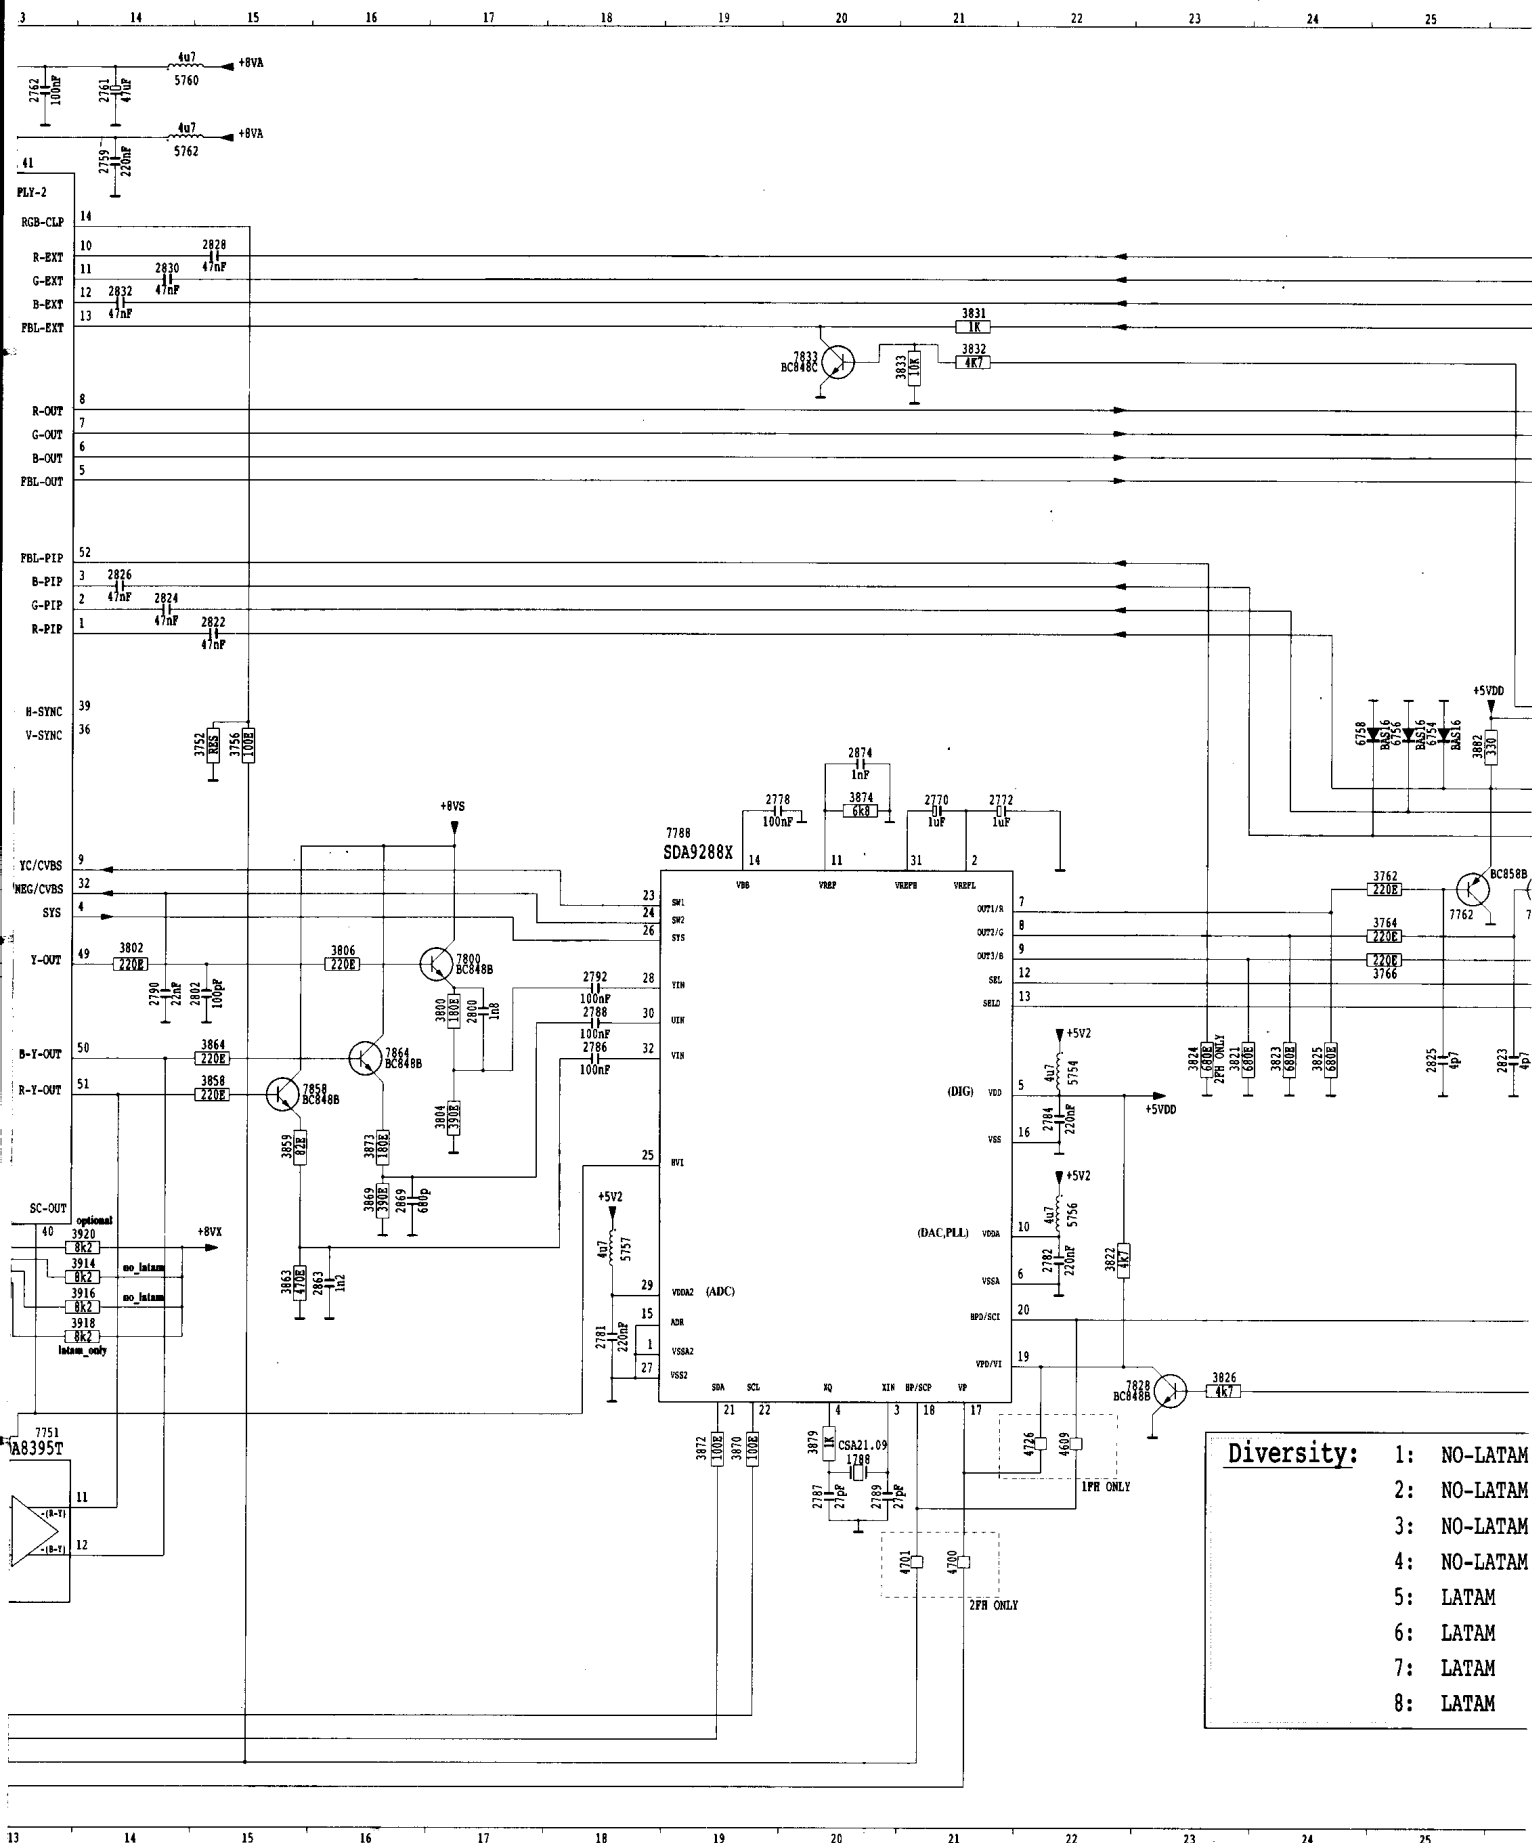 3 14 15 16 17 18 19 20 21 22 23 24 25
4u7
5760
+8VA
2762
100nF
2761
47uF
4u7
5762
+8VA
2759
220nF
41
PLY-2
RGB-CLP 14
R-EXT 10
2828
47nF
G-EXT 11
2830
47nF
B-EXT 12
2832
47nF
FBL-EXT 13
3831
1K
7833
BC848C
3833
10K
3832
4K7
R-OUT 8
G-OUT 7
B-OUT 6
FBL-OUT 5
FBL-PIP 52
B-PIP 3
2826
47nF
G-PIP 2
2824
47nF
R-PIP 1
2822
47nF
H-SYNC 39
V-SYNC 36
3752
RES
3756
100E
+5VDD
6758
BAS16
6756
BAS16
6754
BAS16
3882
330
2874
1nF
3874
6k8
2778
100nF
2770
1uF
2772
1uF
+8VS
7788
SDA9288X
14 11 31 2
VBB VREF VREFH VREFL
YC/CVBS 9
NEG/CVBS 32
SYS 4
23 SW1
24 SW2
26 SYS
OUT1/R 7
OUT2/G 8
OUT3/B 9
SEL 12
SELD 13
3762
220E
3764
220E
220E
3766
BC858B
7762
7
Y-OUT 49
3802
220E
3806
220E
7800
BC848B
2790
22nF
2802
100pF
3800
180E
2800
1n8
2792
100nF
28 YIN
2788
100nF
30 UIN
2786
100nF
32 VIN
B-Y-OUT 50
3864
220E
7864
BC848B
R-Y-OUT 51
3858
220E
7858
BC848B
3804
390E
3859
82E
3873
180E
3869
390E
2869
680p
25 HVI
+5V2
4u7
5754
(DIG) VDD 5
+5VDD
2784
220nF
VSS 16
3824
680E
2FH ONLY
3821
680E
3823
680E
3825
680E
2825
4p7
2823
4p7
+5V2
4u7
5756
(DAC,PLL) VDDA 10
2782
220nF
VSSA 6
3822
4k7
SC-OUT
40
optional
3920
8k2
+8VX
3914
8k2
no_latam
3916
8k2
no_latam
3918
8k2
latam_only
3863
470E
2863
1n2
+5V2
4u7
5757
29 VDDA2 (ADC)
2781
220nF
15 ADR
1 VSSA2
27 VSS2
HPD/SCI 20
VPD/VI 19
7828
BC848B
3826
4k7
SDA SCL XQ XIN HP/SCP VP
21 22 4 3 18 17
3872
100E
3870
100E
3879
1K
CSA21.09
1788
2787
27pF
2789
27pF
4726
4609
1FH ONLY
4701
4700
2FH ONLY
7751
A8395T
11
-(R-Y)
-(B-Y)
12
Diversity:
1: NO-LATAM
2: NO-LATAM
3: NO-LATAM
4: NO-LATAM
5: LATAM
6: LATAM
7: LATAM
8: LATAM
13 14 15 16 17 18 19 20 21 22 23 24 25